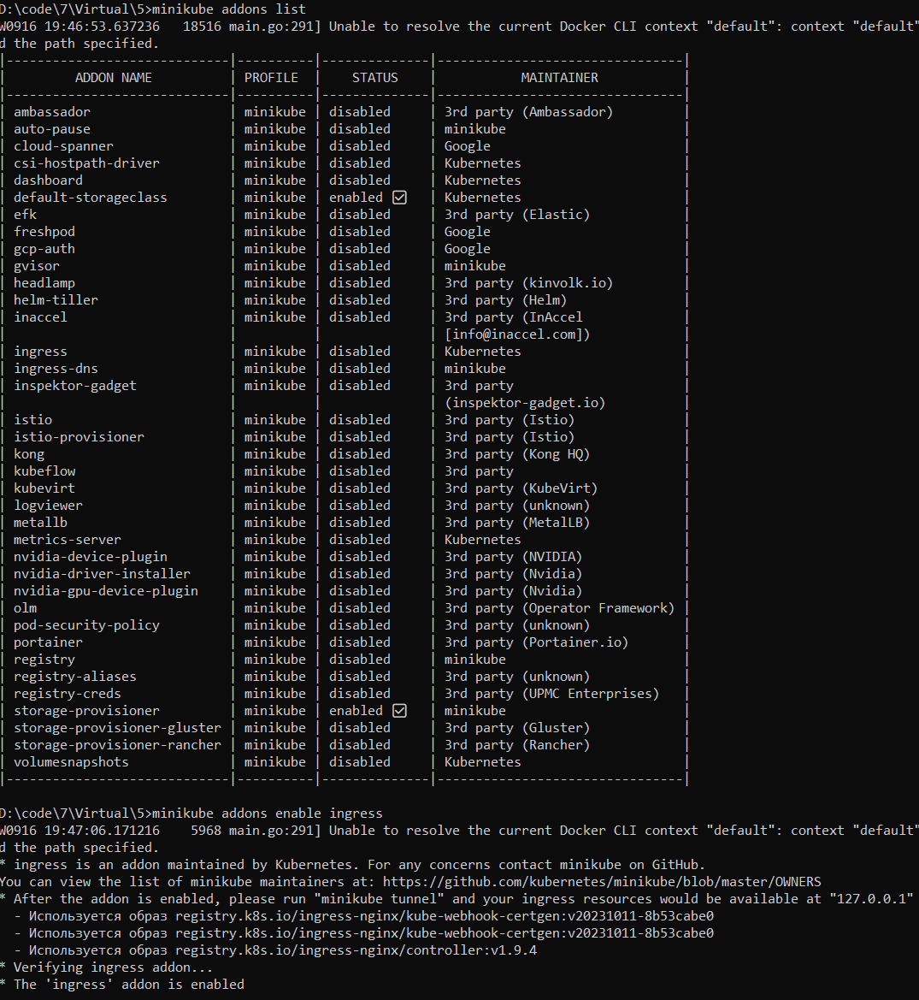 D:\code\7\Virtual\5>minikube addons list
W0916 19:46:53.637236   18516 main.go:291] Unable to resolve the current Docker CLI context "default": context "default"
d the path specified.
|-----------------------------|----------|--------------|--------------------------------|
|         ADDON NAME          | PROFILE  |    STATUS    |           MAINTAINER           |
|-----------------------------|----------|--------------|--------------------------------|
| ambassador                  | minikube | disabled     | 3rd party (Ambassador)         |
| auto-pause                  | minikube | disabled     | minikube                       |
| cloud-spanner               | minikube | disabled     | Google                         |
| csi-hostpath-driver         | minikube | disabled     | Kubernetes                     |
| dashboard                   | minikube | disabled     | Kubernetes                     |
| default-storageclass        | minikube | enabled ✅   | Kubernetes                     |
| efk                         | minikube | disabled     | 3rd party (Elastic)            |
| freshpod                    | minikube | disabled     | Google                         |
| gcp-auth                    | minikube | disabled     | Google                         |
| gvisor                      | minikube | disabled     | minikube                       |
| headlamp                    | minikube | disabled     | 3rd party (kinvolk.io)         |
| helm-tiller                 | minikube | disabled     | 3rd party (Helm)               |
| inaccel                     | minikube | disabled     | 3rd party (InAccel             |
|                             |          |              | [info@inaccel.com])            |
| ingress                     | minikube | disabled     | Kubernetes                     |
| ingress-dns                 | minikube | disabled     | minikube                       |
| inspektor-gadget            | minikube | disabled     | 3rd party                      |
|                             |          |              | (inspektor-gadget.io)          |
| istio                       | minikube | disabled     | 3rd party (Istio)              |
| istio-provisioner           | minikube | disabled     | 3rd party (Istio)              |
| kong                        | minikube | disabled     | 3rd party (Kong HQ)            |
| kubeflow                    | minikube | disabled     | 3rd party                      |
| kubevirt                    | minikube | disabled     | 3rd party (KubeVirt)           |
| logviewer                   | minikube | disabled     | 3rd party (unknown)            |
| metallb                     | minikube | disabled     | 3rd party (MetalLB)            |
| metrics-server              | minikube | disabled     | Kubernetes                     |
| nvidia-device-plugin        | minikube | disabled     | 3rd party (NVIDIA)             |
| nvidia-driver-installer     | minikube | disabled     | 3rd party (Nvidia)             |
| nvidia-gpu-device-plugin    | minikube | disabled     | 3rd party (Nvidia)             |
| olm                         | minikube | disabled     | 3rd party (Operator Framework) |
| pod-security-policy         | minikube | disabled     | 3rd party (unknown)            |
| portainer                   | minikube | disabled     | 3rd party (Portainer.io)       |
| registry                    | minikube | disabled     | minikube                       |
| registry-aliases            | minikube | disabled     | 3rd party (unknown)            |
| registry-creds              | minikube | disabled     | 3rd party (UPMC Enterprises)   |
| storage-provisioner         | minikube | enabled ✅   | minikube                       |
| storage-provisioner-gluster | minikube | disabled     | 3rd party (Gluster)            |
| storage-provisioner-rancher | minikube | disabled     | 3rd party (Rancher)            |
| volumesnapshots             | minikube | disabled     | Kubernetes                     |
|-----------------------------|----------|--------------|--------------------------------|
D:\code\7\Virtual\5>minikube addons enable ingress
W0916 19:47:06.171216    5968 main.go:291] Unable to resolve the current Docker CLI context "default": context "default"
d the path specified.
* ingress is an addon maintained by Kubernetes. For any concerns contact minikube on GitHub.
You can view the list of minikube maintainers at: https://github.com/kubernetes/minikube/blob/master/OWNERS
* After the addon is enabled, please run "minikube tunnel" and your ingress resources would be available at "127.0.0.1"
  - Используется образ registry.k8s.io/ingress-nginx/kube-webhook-certgen:v20231011-8b53cabe0
  - Используется образ registry.k8s.io/ingress-nginx/kube-webhook-certgen:v20231011-8b53cabe0
  - Используется образ registry.k8s.io/ingress-nginx/controller:v1.9.4
* Verifying ingress addon...
* The 'ingress' addon is enabled